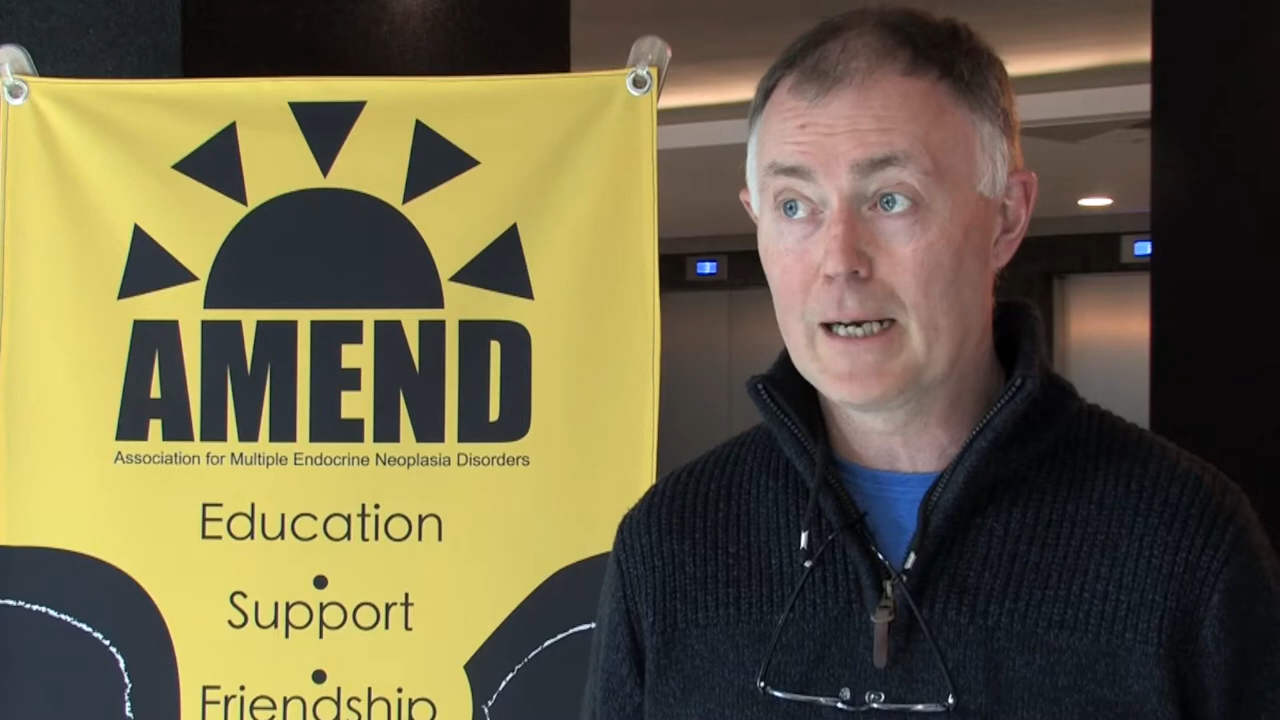 AMEND
Association for Multiple Endocrine Neoplasia Disorders
Education
•
Support
•
Friendship